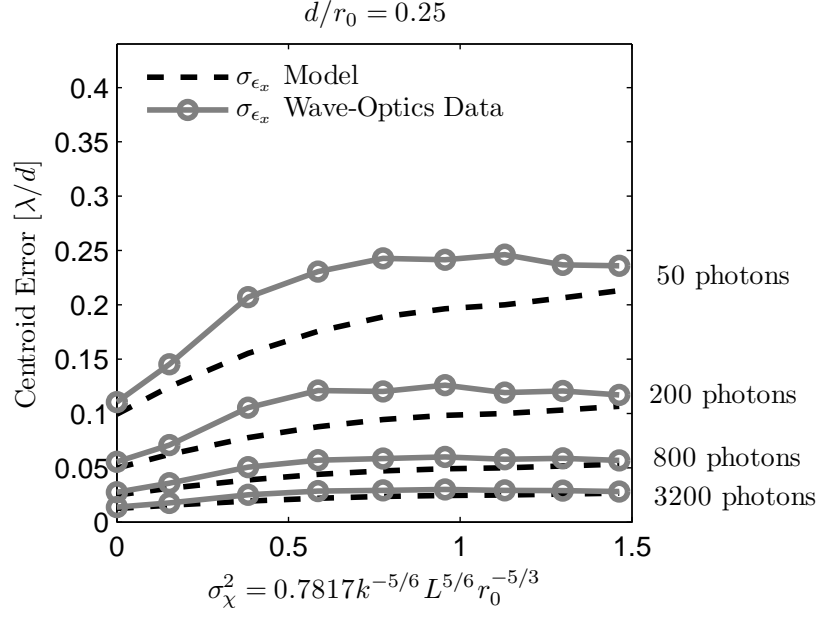 d/r₀ = 0.25
σ_{ϵ_x} Model
σ_{ϵ_x} Wave-Optics Data
Centroid Error [λ/d]
0.4
0.35
0.3
0.25
0.2
0.15
0.1
0.05
0
50 photons
200 photons
800 photons
3200 photons
0 0.5 1 1.5
σ_χ^2 = 0.7817k^{-5/6}L^{5/6}r_0^{-5/3}